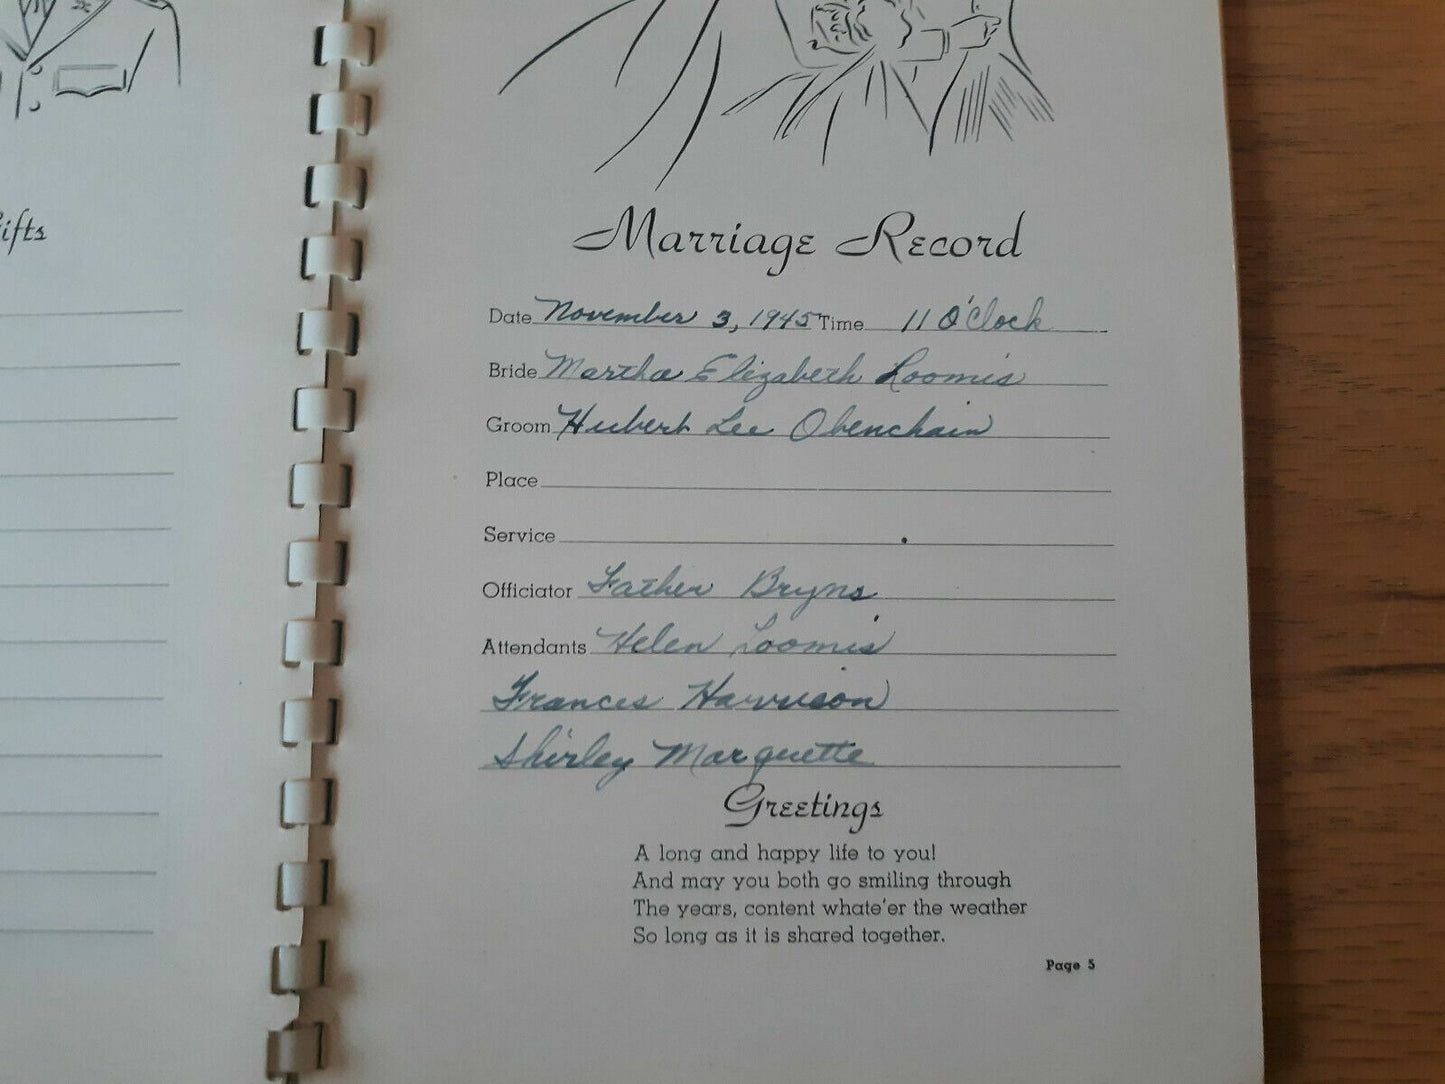 ifts
Marriage Record
Date November 3, 1945 Time 11 O'Clock
Bride Martha Elizabeth Loomis
Groom Hubert Lee Obenchain
Place
Service
Officiator Father Bryns
Attendants Helen Loomis
Frances Harrison
Shirley Marquette
Greetings
A long and happy life to you!
And may you both go smiling through
The years, content whate'er the weather
So long as it is shared together.
Page 5